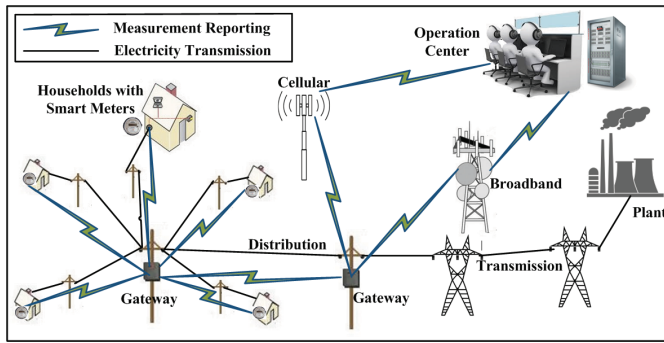 Measurement Reporting
Electricity Transmission
Operation
Center
Households with
Smart Meters
Cellular
Broadband
Plant
Distribution
Transmission
Gateway
Gateway